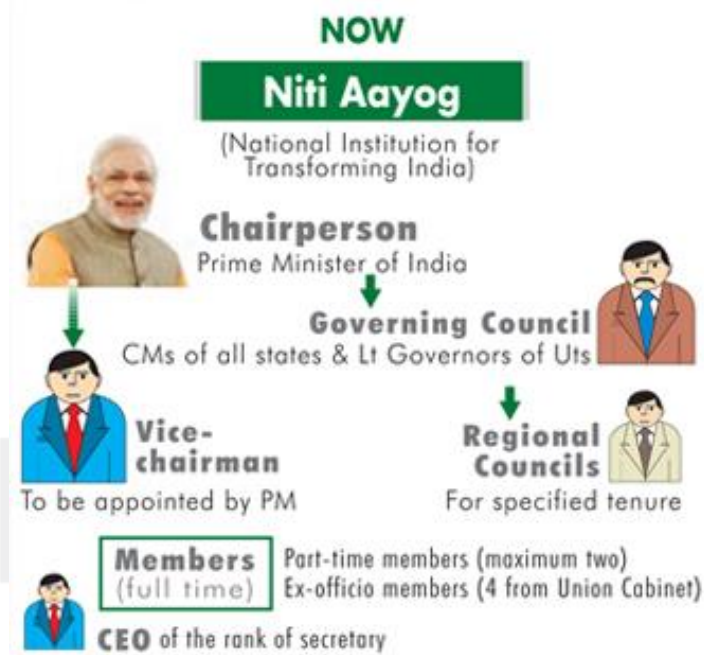 NOW
Niti Aayog
(National Institution for
Transforming India)
Chairperson
Prime Minister of India
Governing Council
CMs of all states & Lt Governors of Uts
Vice-
chairman
To be appointed by PM
Regional
Councils
For specified tenure
Members
(full time)
Part-time members (maximum two)
Ex-officio members (4 from Union Cabinet)
CEO of the rank of secretary